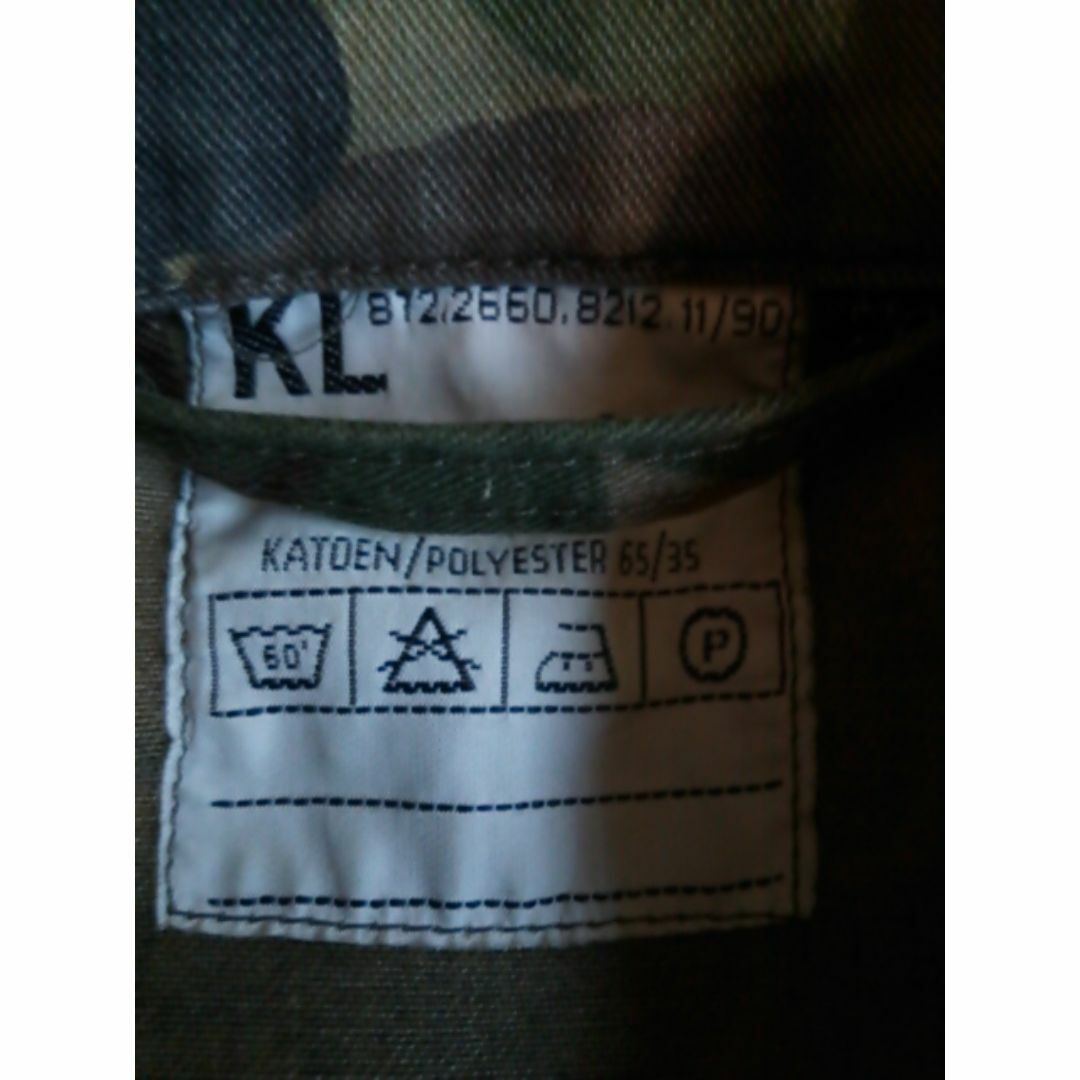 KL 812.2660.8212.11/90
KATOEN/POLYESTER 65/35
60°
P